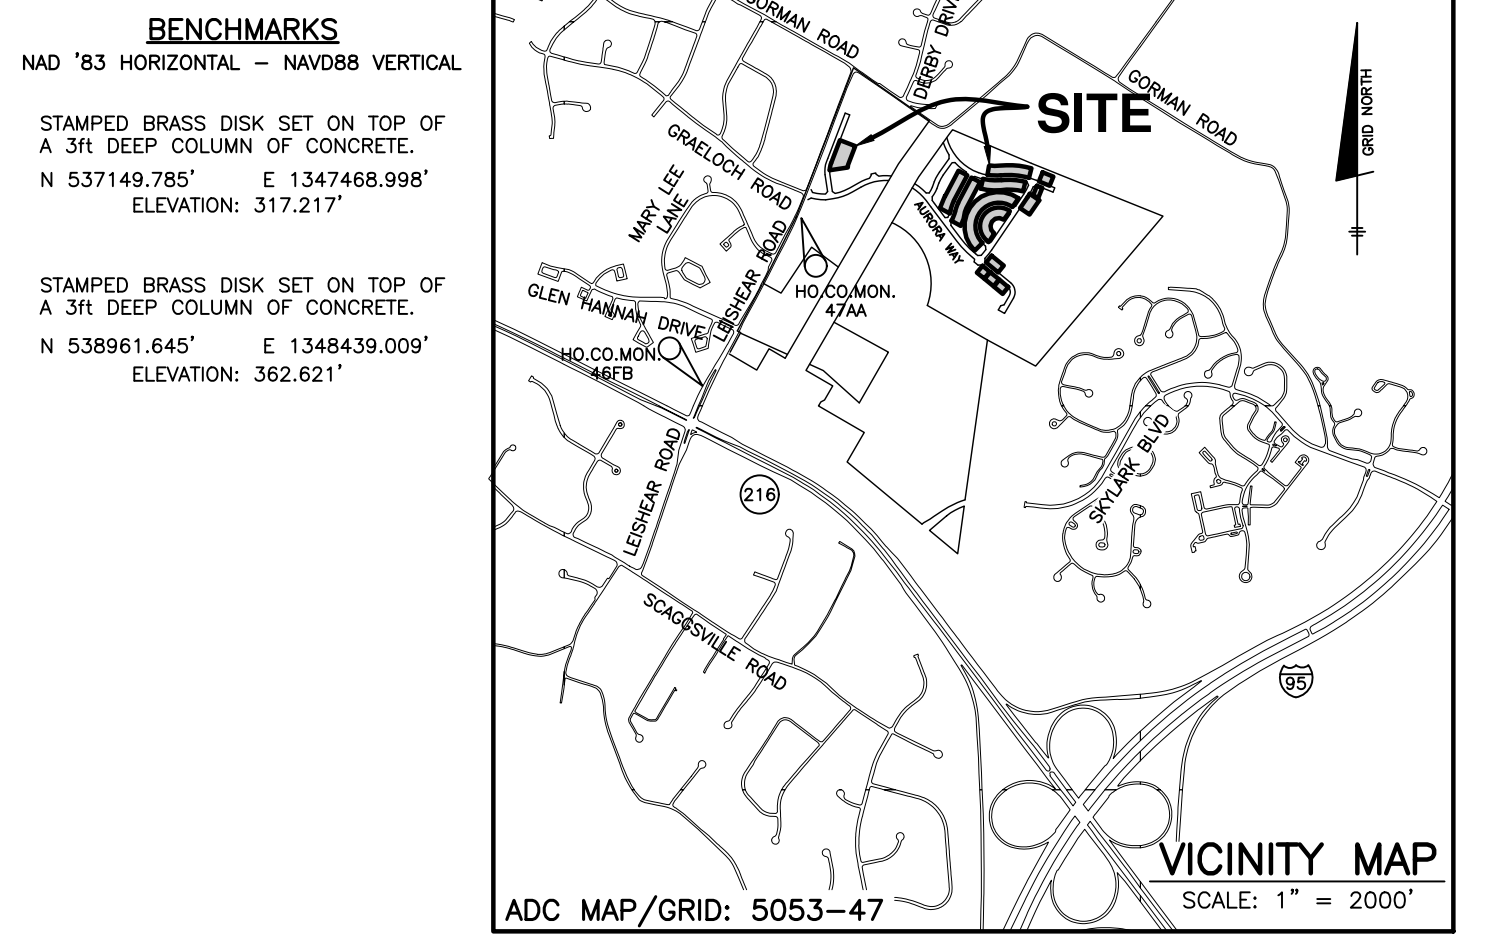 BENCHMARKS
NAD '83 HORIZONTAL - NAVD88 VERTICAL
STAMPED BRASS DISK SET ON TOP OF
A 3ft DEEP COLUMN OF CONCRETE.
N 537149.785' E 1347468.998'
ELEVATION: 317.217'
STAMPED BRASS DISK SET ON TOP OF
A 3ft DEEP COLUMN OF CONCRETE.
N 538961.645' E 1348439.009'
ELEVATION: 362.621'
GORMAN ROAD
DERBY DRIVE
SITE
GORMAN ROAD
GRID NORTH
GRAELOCH ROAD
MARY LEE
LANE
LEISHEAR ROAD
AURORA WAY
HO.CO.MON.
47AA
GLEN HANNAH DRIVE
HO.CO.MON.
46FB
LEISHEAR ROAD
216
SKYLARK BLVD
SCAGGSVILLE ROAD
95
VICINITY MAP
SCALE: 1" = 2000'
ADC MAP/GRID: 5053-47